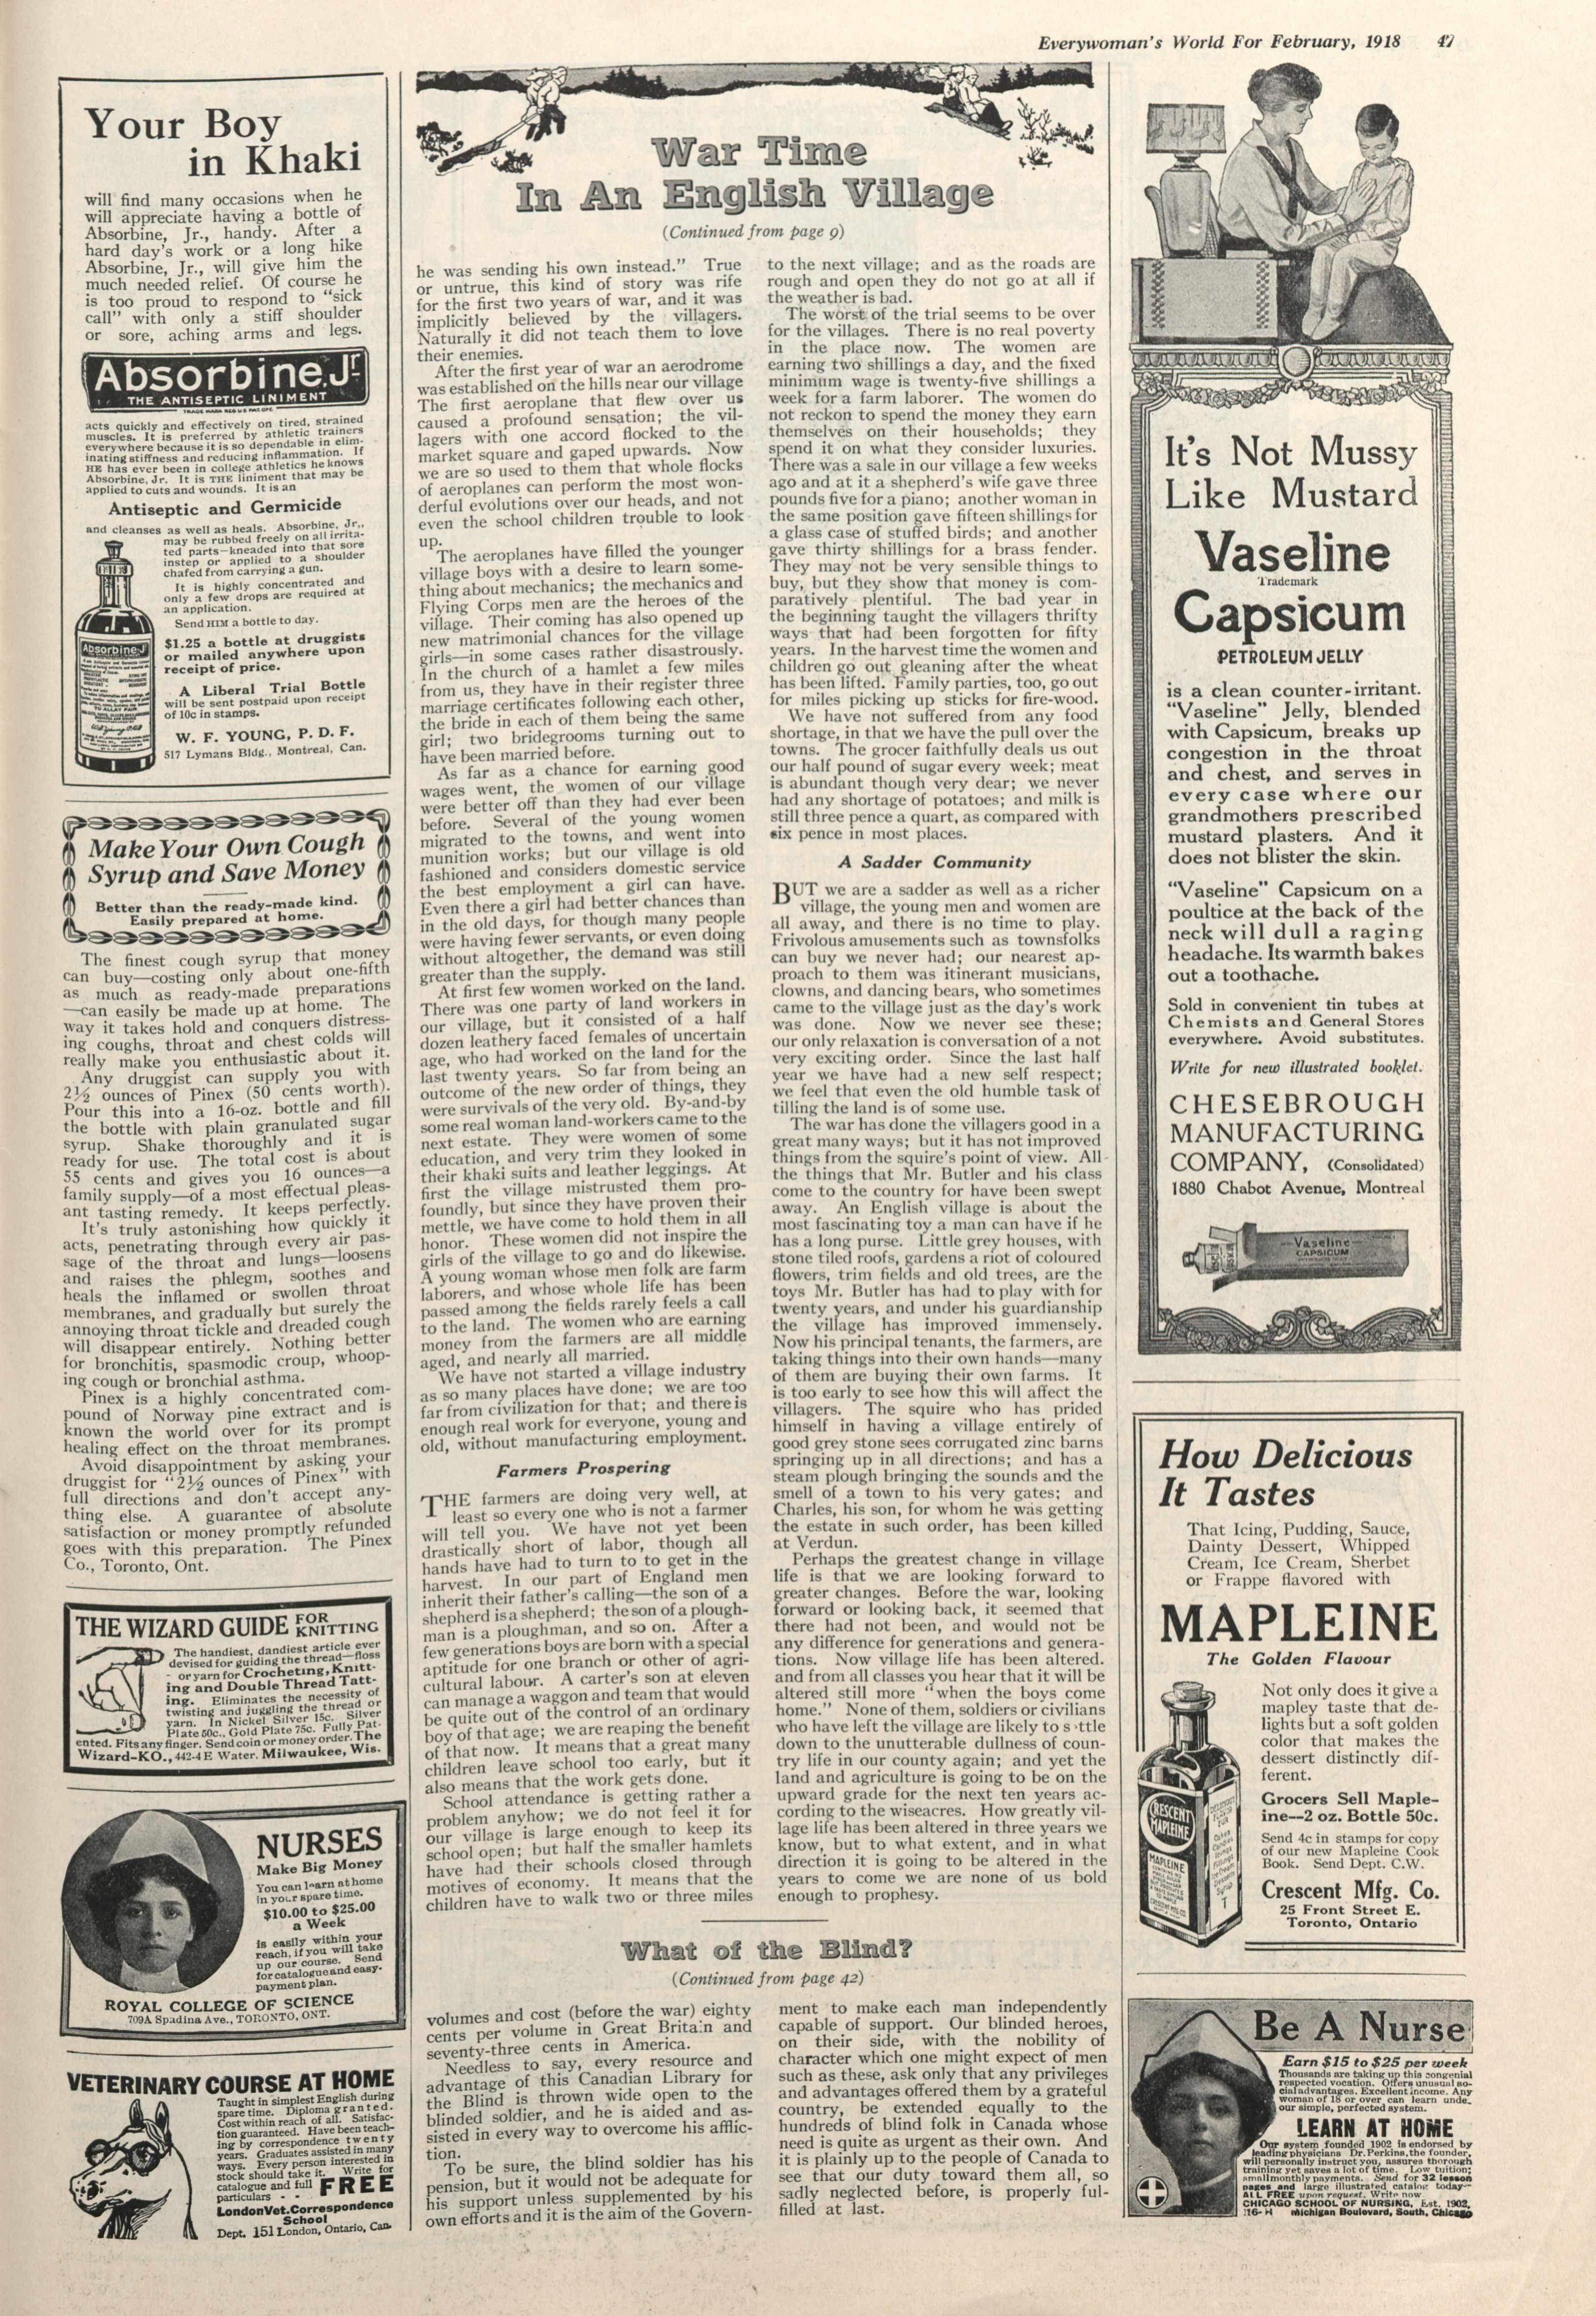 Everywoman's World For February, 1918 47
Your Boy
in Khaki
will find many occasions when he
will appreciate having a bottle of
Absorbine, Jr., handy. After a
hard day's work or a long hike
Absorbine, Jr., will give him the
much needed relief. Of course he
is too proud to respond to "sick
call" with only a stiff shoulder
or sore, aching arms and legs.
Absorbine Jr
THE ANTISEPTIC LINIMENT
TRADE MARK REG. U.S. PAT. OFF.
acts quickly and effectively on tired, strained
muscles. It is preferred by athletic trainers
everywhere because it is so dependable in elim-
inating stiffness and reducing inflammation. If
HE has ever been in college athletics he knows
Absorbine, Jr. It is THE liniment that may be
applied to cuts and wounds. It is an
Antiseptic and Germicide
and cleanses as well as heals. Absorbine, Jr.,
may be rubbed freely on all irrita-
ted parts—kneaded into that sore
instep or applied to a shoulder
chafed from carrying a gun.
It is highly concentrated and
only a few drops are required at
an application.
Send HIM a bottle to day.
$1.25 a bottle at druggists
or mailed anywhere upon
receipt of price.
A Liberal Trial Bottle
will be sent postpaid upon receipt
of 10c in stamps.
W. F. YOUNG, P. D. F.
517 Lymans Bldg., Montreal, Can.
Absorbine Jr
Make Your Own Cough
Syrup and Save Money
Better than the ready-made kind.
Easily prepared at home.
The finest cough syrup that money
can buy—costing only about one-fifth
as much as ready-made preparations
—can easily be made up at home. The
way it takes hold and conquers distress-
ing coughs, throat and chest colds will
really make you enthusiastic about it.
Any druggist can supply you with
2½ ounces of Pinex (50 cents worth).
Pour this into a 16-oz. bottle and fill
the bottle with plain granulated sugar
syrup. Shake thoroughly and it is
ready for use. The total cost is about
55 cents and gives you 16 ounces—a
family supply—of a most effectual pleas-
ant tasting remedy. It keeps perfectly.
It's truly astonishing how quickly it
acts, penetrating through every air pas-
sage of the throat and lungs—loosens
and raises the phlegm, soothes and
heals the inflamed or swollen throat
membranes, and gradually but surely the
annoying throat tickle and dreaded cough
will disappear entirely. Nothing better
for bronchitis, spasmodic croup, whoop-
ing cough or bronchial asthma.
Pinex is a highly concentrated com-
pound of Norway pine extract and is
known the world over for its prompt
healing effect on the throat membranes.
Avoid disappointment by asking your
druggist for "2½ ounces of Pinex" with
full directions and don't accept any-
thing else. A guarantee of absolute
satisfaction or money promptly refunded
goes with this preparation. The Pinex
Co., Toronto, Ont.
THE WIZARD GUIDE FOR KNITTING
The handiest, dandiest article ever
devised for guiding the thread—floss
or yarn for Crocheting, Knitt-
ing and Double Thread Tatt-
ing. Eliminates the necessity of
twisting and juggling the thread or
yarn. In Nickel Silver 15c. Silver
Plate 50c. Gold Plate 75c. Fully Pat-
ented. Fits any finger. Send coin or money order. The
Wizard-KO., 442-4 E Water. Milwaukee, Wis.
NURSES
Make Big Money
You can learn at home
in your spare time.
$10.00 to $25.00
a Week
is easily within your
reach, if you will take
up our course. Send
for catalogue and easy-
payment plan.
ROYAL COLLEGE OF SCIENCE
709A Spadina Ave., TORONTO, ONT.
VETERINARY COURSE AT HOME
Taught in simplest English during
spare time. Diploma granted.
Cost within reach of all. Satisfac-
tion guaranteed. Have been teach-
ing by correspondence twenty
years. Graduates assisted in many
ways. Every person interested in
stock should take it. Write for
catalogue and full
particulars - - FREE
London Vet. Correspondence
School
Dept. 151 London, Ontario, Can.
War Time
In An English Village
(Continued from page 9)
he was sending his own instead." True
or untrue, this kind of story was rife
for the first two years of war, and it was
implicitly believed by the villagers.
Naturally it did not teach them to love
their enemies.
After the first year of war an aerodrome
was established on the hills near our village
The first aeroplane that flew over us
caused a profound sensation; the vil-
lagers with one accord flocked to the
market square and gaped upwards. Now
we are so used to them that whole flocks
of aeroplanes can perform the most won-
derful evolutions over our heads, and not
even the school children trouble to look
up.
The aeroplanes have filled the younger
village boys with a desire to learn some-
thing about mechanics; the mechanics and
Flying Corps men are the heroes of the
village. Their coming has also opened up
new matrimonial chances for the village
girls—in some cases rather disastrously.
In the church of a hamlet a few miles
from us, they have in their register three
marriage certificates following each other,
the bride in each of them being the same
girl; two bridegrooms turning out to
have been married before.
As far as a chance for earning good
wages went, the women of our village
were better off than they had ever been
before. Several of the young women
migrated to the towns, and went into
munition works; but our village is old
fashioned and considers domestic service
the best employment a girl can have.
Even there a girl had better chances than
in the old days, for though many people
were having fewer servants, or even doing
without altogether, the demand was still
greater than the supply.
At first few women worked on the land.
There was one party of land workers in
our village, but it consisted of a half
dozen leathery faced females of uncertain
age, who had worked on the land for the
last twenty years. So far from being an
outcome of the new order of things, they
were survivals of the very old. By-and-by
some real woman land-workers came to the
next estate. They were women of some
education, and very trim they looked in
their khaki suits and leather leggings. At
first the village mistrusted them pro-
foundly, but since they have proven their
mettle, we have come to hold them in all
honor. These women did not inspire the
girls of the village to go and do likewise.
A young woman whose men folk are farm
laborers, and whose whole life has been
passed among the fields rarely feels a call
to the land. The women who are earning
money from the farmers are all middle
aged, and nearly all married.
We have not started a village industry
as so many places have done; we are too
far from civilization for that; and there is
enough real work for everyone, young and
old, without manufacturing employment.
Farmers Prospering
THE farmers are doing very well, at
least so every one who is not a farmer
will tell you. We have not yet been
drastically short of labor, though all
hands have had to turn to to get in the
harvest. In our part of England men
inherit their father's calling—the son of a
shepherd is a shepherd; the son of a plough-
man is a ploughman, and so on. After a
few generations boys are born with a special
aptitude for one branch or other of agri-
cultural labour. A carter's son at eleven
can manage a waggon and team that would
be quite out of the control of an ordinary
boy of that age; we are reaping the benefit
of that now. It means that a great many
children leave school too early, but it
also means that the work gets done.
School attendance is getting rather a
problem anyhow; we do not feel it for
our village is large enough to keep its
school open; but half the smaller hamlets
have had their schools closed through
motives of economy. It means that the
children have to walk two or three miles
to the next village; and as the roads are
rough and open they do not go at all if
the weather is bad.
The worst of the trial seems to be over
for the villages. There is no real poverty
in the place now. The women are
earning two shillings a day, and the fixed
minimum wage is twenty-five shillings a
week for a farm laborer. The women do
not reckon to spend the money they earn
themselves on their households; they
spend it on what they consider luxuries.
There was a sale in our village a few weeks
ago and at it a shepherd's wife gave three
pounds five for a piano; another woman in
the same position gave fifteen shillings for
a glass case of stuffed birds; and another
gave thirty shillings for a brass fender.
They may not be very sensible things to
buy, but they show that money is com-
paratively plentiful. The bad year in
the beginning taught the villagers thrifty
ways that had been forgotten for fifty
years. In the harvest time the women and
children go out gleaning after the wheat
has been lifted. Family parties, too, go out
for miles picking up sticks for fire-wood.
We have not suffered from any food
shortage, in that we have the pull over the
towns. The grocer faithfully deals us out
our half pound of sugar every week; meat
is abundant though very dear; we never
had any shortage of potatoes; and milk is
still three pence a quart, as compared with
six pence in most places.
A Sadder Community
BUT we are a sadder as well as a richer
village, the young men and women are
all away, and there is no time to play.
Frivolous amusements such as townsfolks
can buy we never had; our nearest ap-
proach to them was itinerant musicians,
clowns, and dancing bears, who sometimes
came to the village just as the day's work
was done. Now we never see these;
our only relaxation is conversation of a not
very exciting order. Since the last half
year we have had a new self respect;
we feel that even the old humble task of
tilling the land is of some use.
The war has done the villagers good in a
great many ways; but it has not improved
things from the squire's point of view. All
the things that Mr. Butler and his class
come to the country for have been swept
away. An English village is about the
most fascinating toy a man can have if he
has a long purse. Little grey houses, with
stone tiled roofs, gardens a riot of coloured
flowers, trim fields and old trees, are the
toys Mr. Butler has had to play with for
twenty years, and under his guardianship
the village has improved immensely.
Now his principal tenants, the farmers, are
taking things into their own hands—many
of them are buying their own farms. It
is too early to see how this will affect the
villagers. The squire who has prided
himself in having a village entirely of
good grey stone sees corrugated zinc barns
springing up in all directions; and has a
steam plough bringing the sounds and the
smell of a town to his very gates; and
Charles, his son, for whom he was getting
the estate in such order, has been killed
at Verdun.
Perhaps the greatest change in village
life is that we are looking forward to
greater changes. Before the war, looking
forward or looking back, it seemed that
there had not been, and would not be
any difference for generations and genera-
tions. Now village life has been altered.
and from all classes you hear that it will be
altered still more "when the boys come
home." None of them, soldiers or civilians
who have left the village are likely to settle
down to the unutterable dullness of coun-
try life in our county again; and yet the
land and agriculture is going to be on the
upward grade for the next ten years ac-
cording to the wiseacres. How greatly vil-
lage life has been altered in three years we
know, but to what extent, and in what
direction it is going to be altered in the
years to come we are none of us bold
enough to prophesy.
What of the Blind?
(Continued from page 42)
volumes and cost (before the war) eighty
cents per volume in Great Britain and
seventy-three cents in America.
Needless to say, every resource and
advantage of this Canadian Library for
the Blind is thrown wide open to the
blinded soldier, and he is aided and as-
sisted in every way to overcome his afflic-
tion.
To be sure, the blind soldier has his
pension, but it would not be adequate for
his support unless supplemented by his
own efforts and it is the aim of the Govern-
ment to make each man independently
capable of support. Our blinded heroes,
on their side, with the nobility of
character which one might expect of men
such as these, ask only that any privileges
and advantages offered them by a grateful
country, be extended equally to the
hundreds of blind folk in Canada whose
need is quite as urgent as their own. And
it is plainly up to the people of Canada to
see that our duty toward them all, so
sadly neglected before, is properly ful-
filled at last.
It's Not Mussy
Like Mustard
Vaseline
Trademark
Capsicum
PETROLEUM JELLY
is a clean counter-irritant.
"Vaseline" Jelly, blended
with Capsicum, breaks up
congestion in the throat
and chest, and serves in
every case where our
grandmothers prescribed
mustard plasters. And it
does not blister the skin.
"Vaseline" Capsicum on a
poultice at the back of the
neck will dull a raging
headache. Its warmth bakes
out a toothache.
Sold in convenient tin tubes at
Chemists and General Stores
everywhere. Avoid substitutes.
Write for new illustrated booklet.
CHESEBROUGH
MANUFACTURING
COMPANY, (Consolidated)
1880 Chabot Avenue, Montreal
Vaseline
CAPSICUM
How Delicious
It Tastes
That Icing, Pudding, Sauce,
Dainty Dessert, Whipped
Cream, Ice Cream, Sherbet
or Frappe flavored with
MAPLEINE
The Golden Flavour
Not only does it give a
mapley taste that de-
lights but a soft golden
color that makes the
dessert distinctly dif-
ferent.
Grocers Sell Maple-
ine--2 oz. Bottle 50c.
Send 4c in stamps for copy
of our new Mapleine Cook
Book. Send Dept. C.W.
Crescent Mfg. Co.
25 Front Street E.
Toronto, Ontario
CRESCENT
MAPLEINE
MAPLEINE
Be A Nurse
Earn $15 to $25 per week
Thousands are taking up this congenial
respected vocation. Offers unusual so-
cial advantages. Excellent income. Any
woman of 18 or over can learn unde.
our simple, perfected system.
LEARN AT HOME
Our system founded 1902 is endorsed by
leading physicians Dr. Perkins, the founder,
will personally instruct you, assures thorough
training yet saves a lot of time. Low tuition;
small monthly payments. Send for 32 lesson
pages and large illustrated catalog today—
ALL FREE upon request. Write now
CHICAGO SCHOOL OF NURSING, Est. 1902,
116-H Michigan Boulevard, South, Chicago